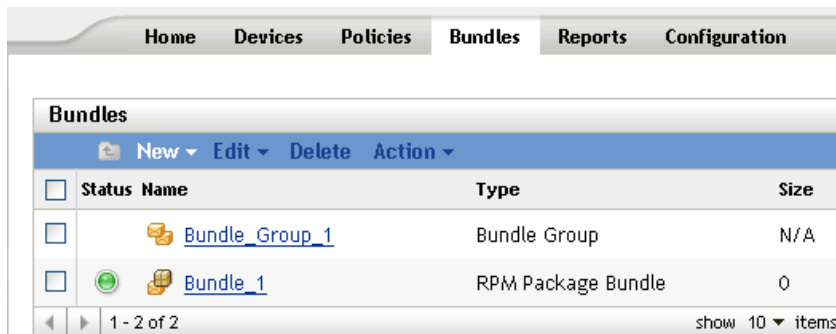 Home Devices Policies Bundles Reports Configuration
Bundles
New Edit Delete Action
Status Name Type Size
Bundle_Group_1 Bundle Group N/A
Bundle_1 RPM Package Bundle 0
1 - 2 of 2 show 10 items